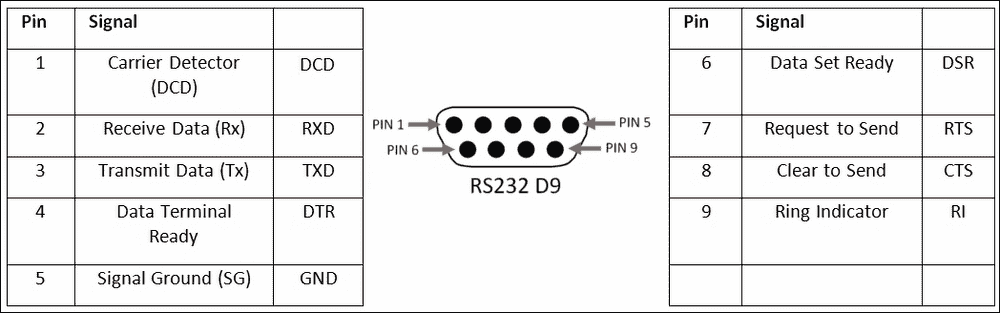 Pin Signal
1 Carrier Detector DCD
(DCD)
2 Receive Data (Rx) RXD
3 Transmit Data (Tx) TXD
4 Data Terminal DTR
Ready
5 Signal Ground (SG) GND
PIN 1 PIN 5
PIN 6 PIN 9
RS232 D9
Pin Signal
6 Data Set Ready DSR
7 Request to Send RTS
8 Clear to Send CTS
9 Ring Indicator RI